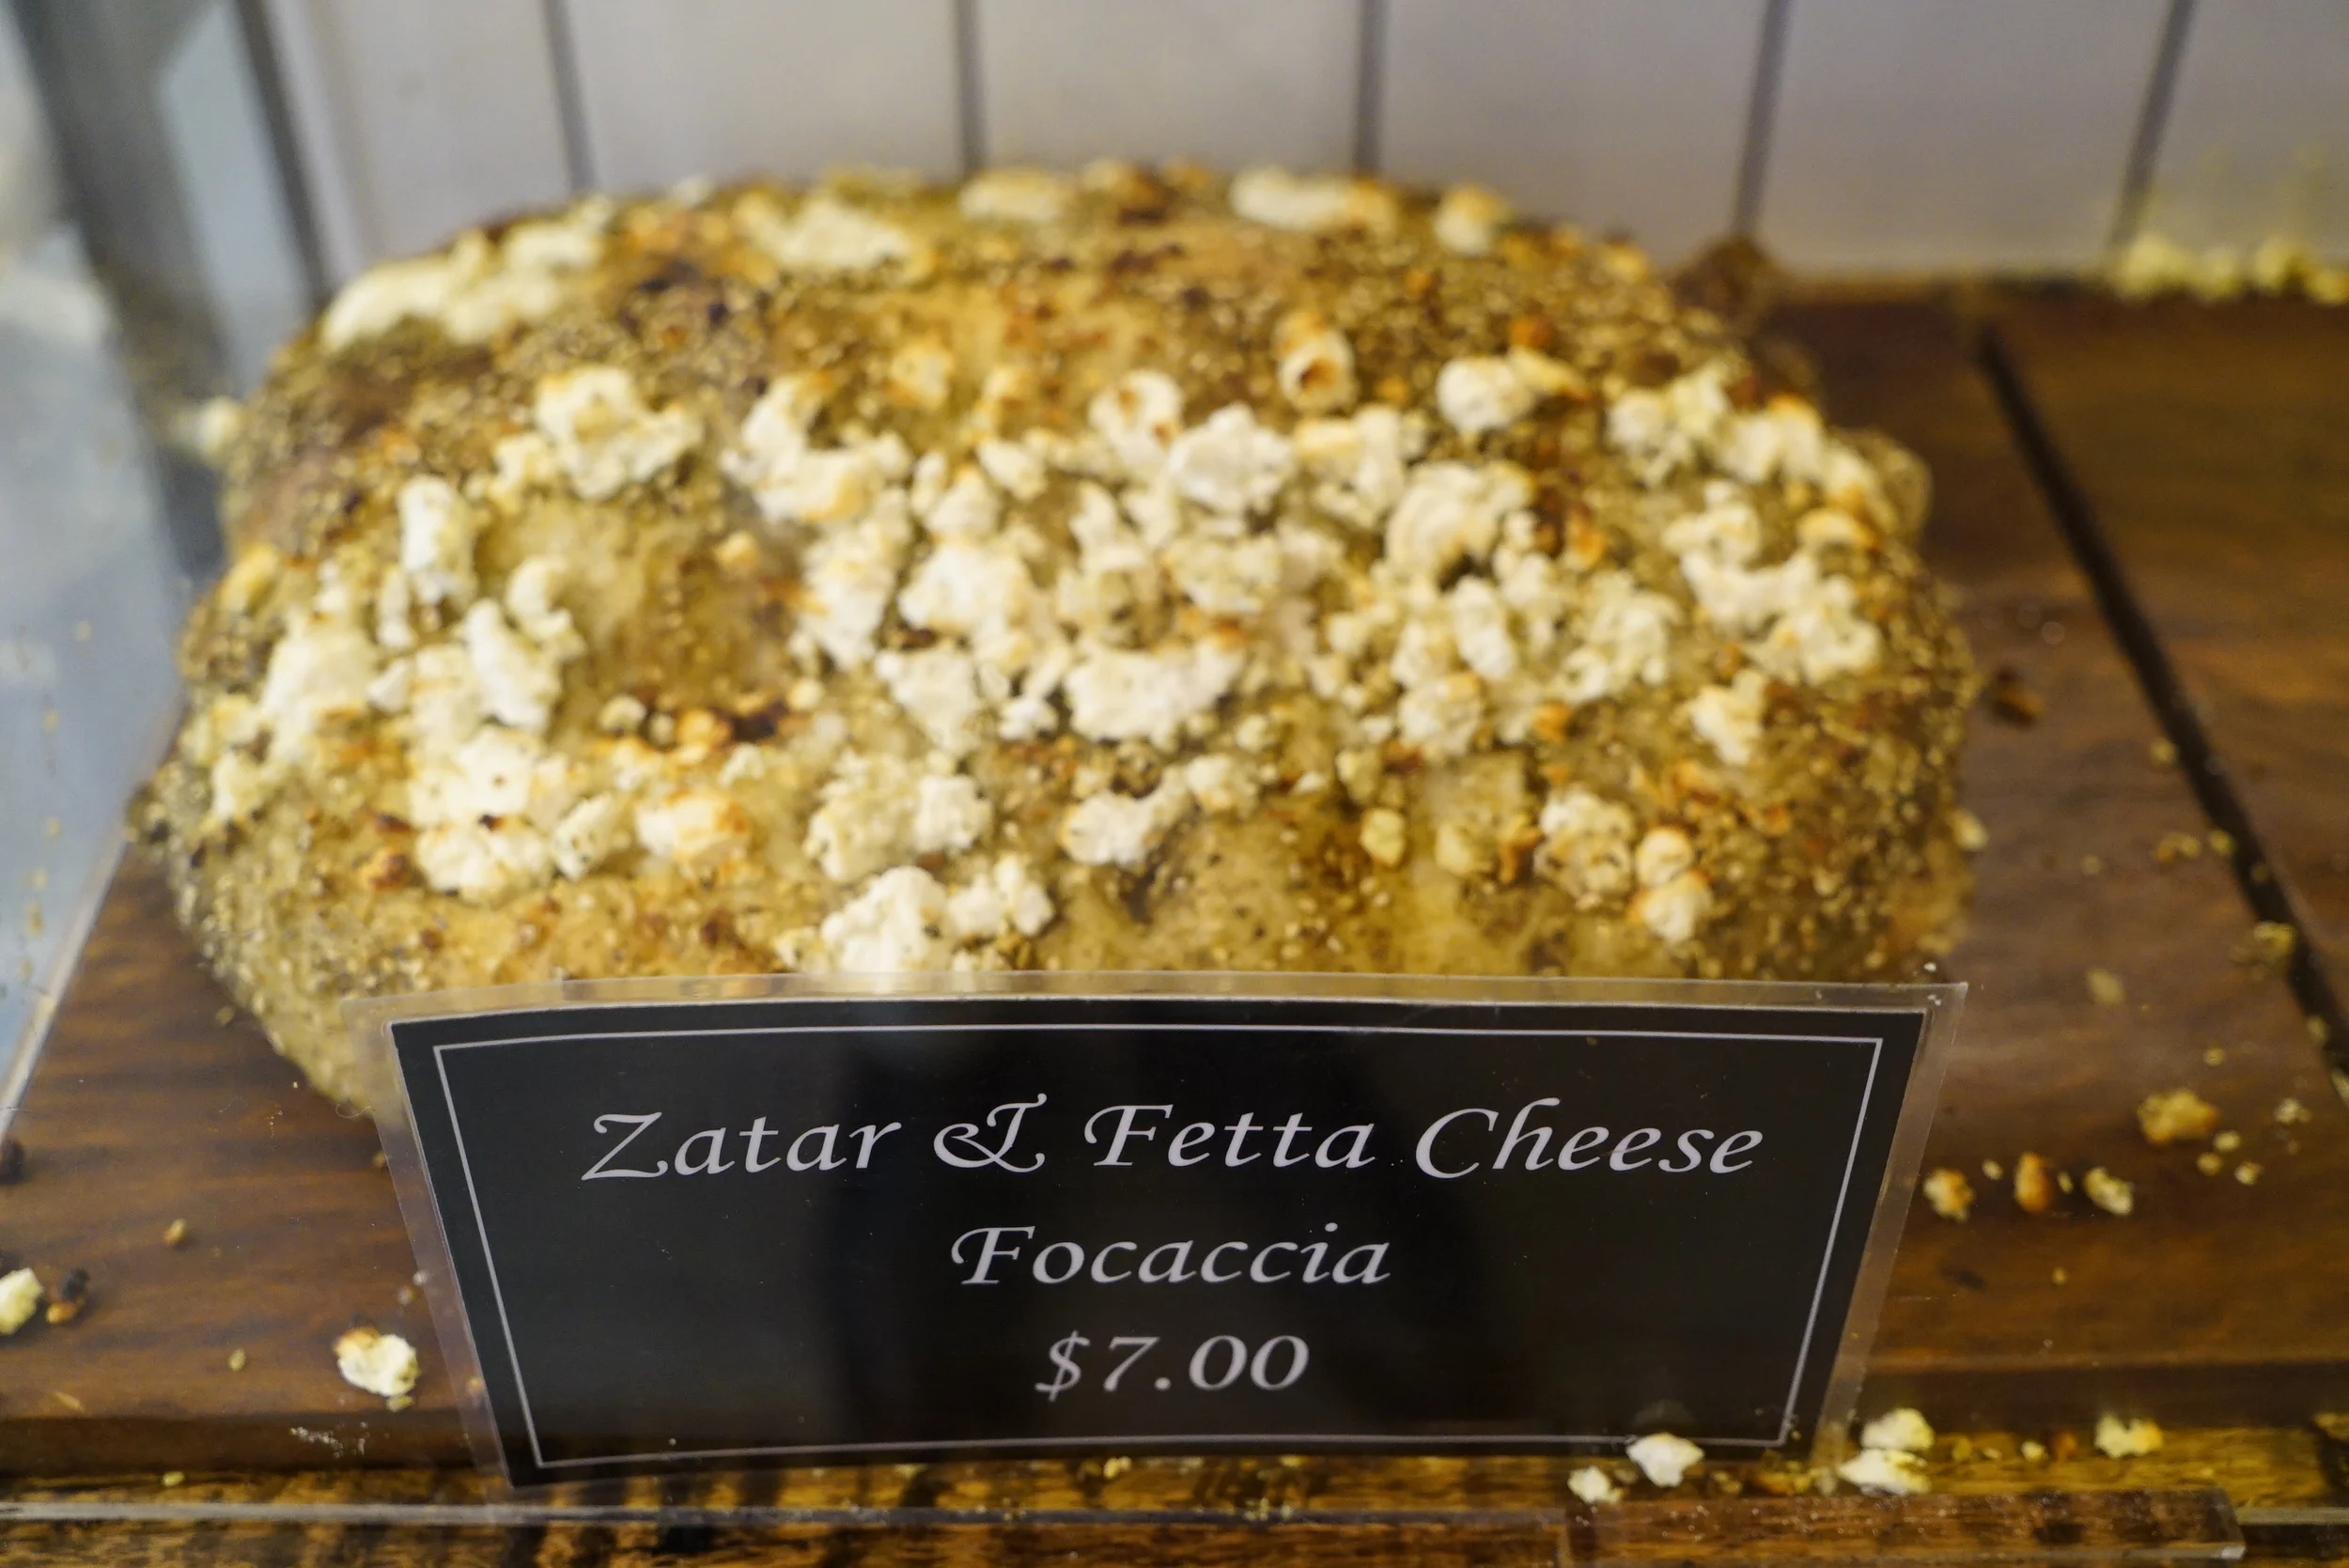 Zatar & Fetta Cheese
Focaccia
$7.00